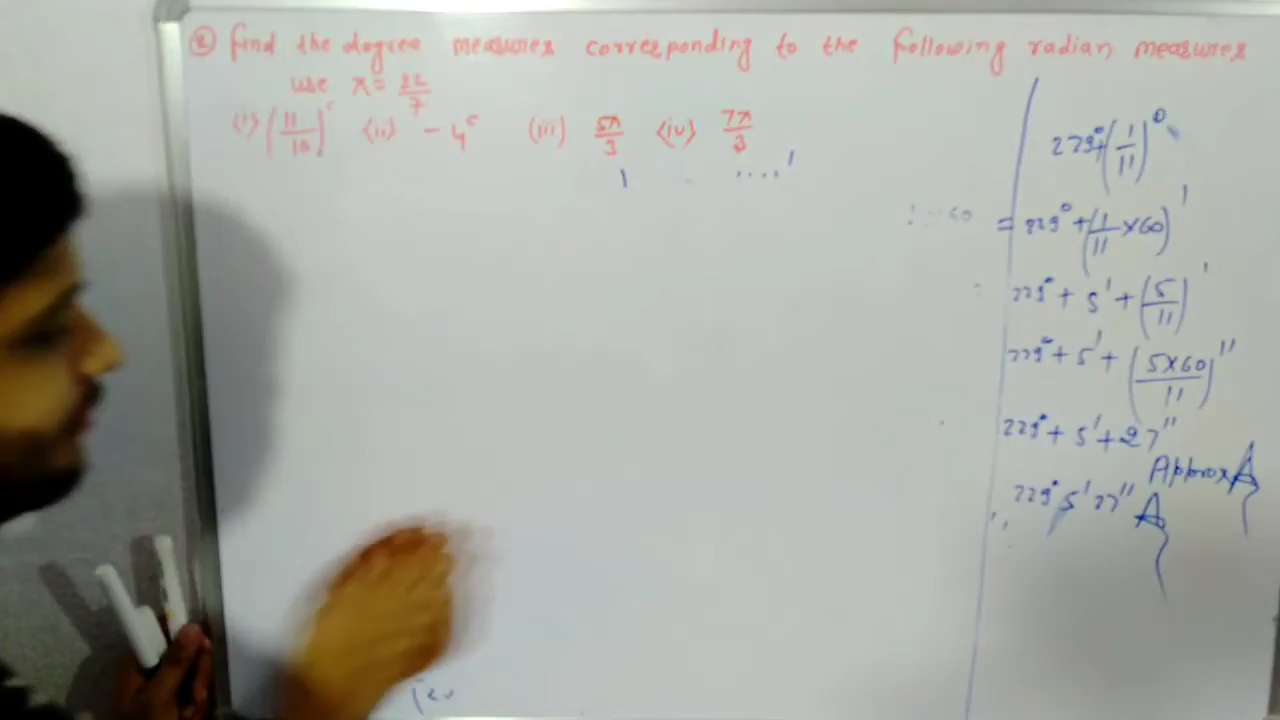 ② find the degree measures corresponding to the following radian measures
use π = 22/7
(i) (11/16)ᶜ (ii) - 4ᶜ (iii) 5π/3 (iv) 7π/3
229° + (1/11)°
= 229° + (1/11 × 60)'
229° + 5' + (5/11)'
229° + 5' + (5×60/11)''
229° + 5' + 27''
Approx A
229° 5' 27'' A